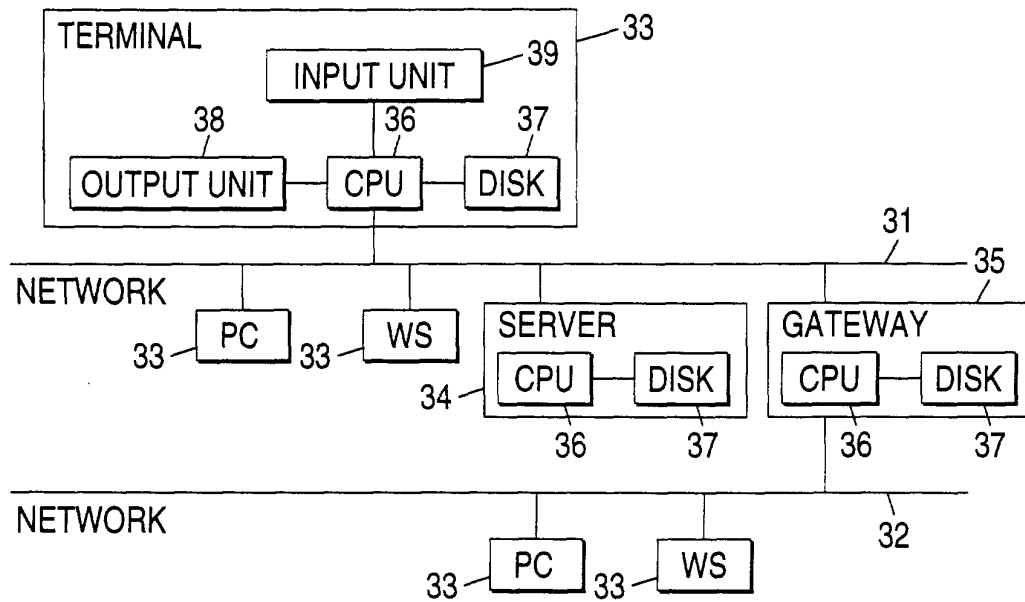 TERMINAL
33
INPUT UNIT
39
38
36
37
OUTPUT UNIT
CPU
DISK
31
NETWORK
35
PC
33
WS
33
SERVER
CPU
DISK
34
36
37
GATEWAY
CPU
DISK
36
37
NETWORK
32
PC
33
WS
33